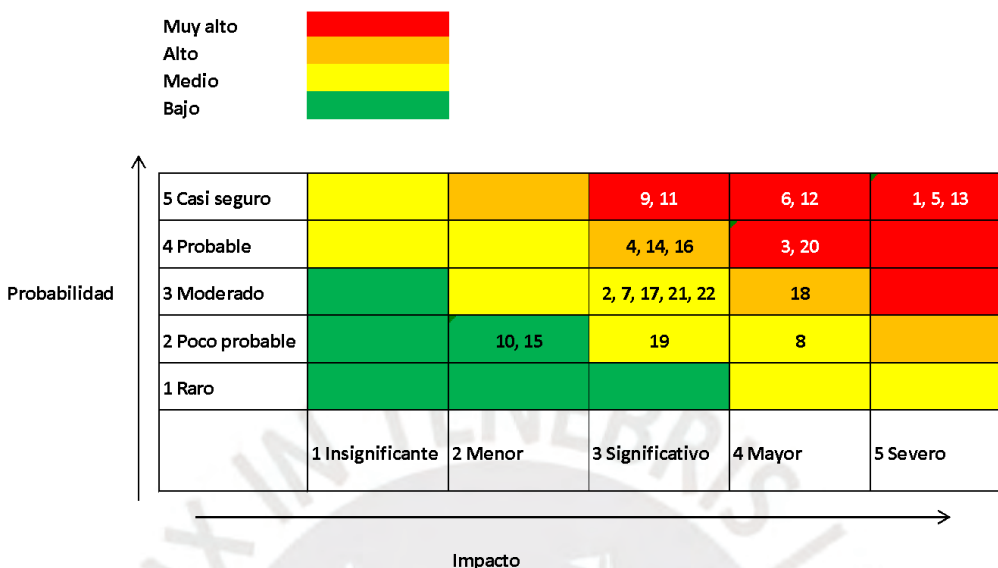 Muy alto
Alto
Medio
Bajo
5 Casi seguro 9, 11 6, 12 1, 5, 13
4 Probable 4, 14, 16 3, 20
Probabilidad
3 Moderado 2, 7, 17, 21, 22 18
2 Poco probable 10, 15 19 8
1 Raro
1 Insignificante 2 Menor 3 Significativo 4 Mayor 5 Severo
Impacto
IN TENEBRIS